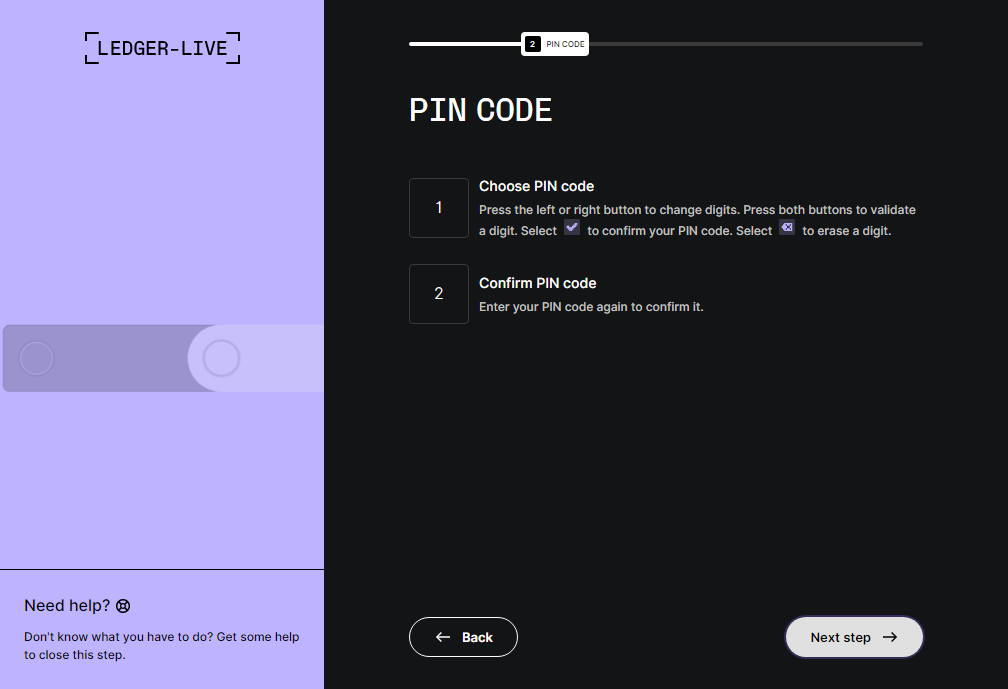 LEDGER-LIVE
2 PIN CODE
PIN CODE
1
Choose PIN code
Press the left or right button to change digits. Press both buttons to validate
a digit. Select to confirm your PIN code. Select to erase a digit.
2
Confirm PIN code
Enter your PIN code again to confirm it.
Need help?
Don't know what you have to do? Get some help
to close this step.
Back
Next step